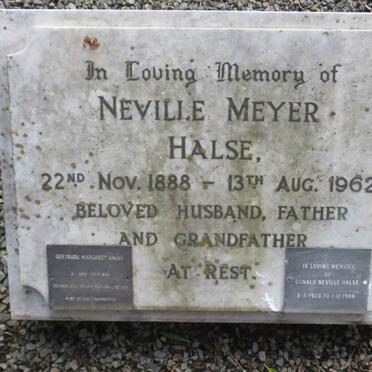 In Loving Memory of
NEVILLE MEYER
HALSE,
22ND NOV. 1888 – 13TH AUG. 1962
BELOVED HUSBAND, FATHER
AND GRANDFATHER
AT REST.
GERTRUDE MARGARET HALSE
IN LOVING MEMORY
OF
DONALD NEVILLE HALSE